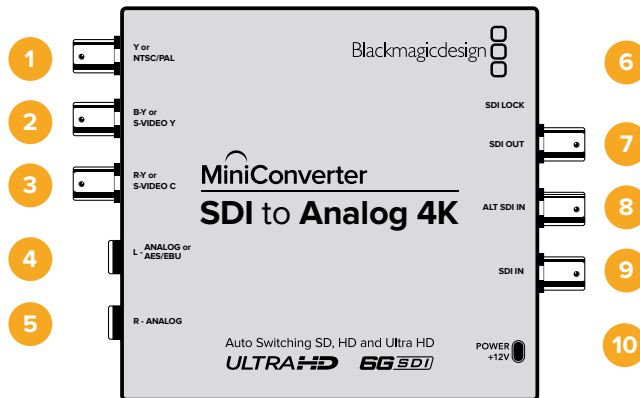 1
Y or
NTSC/PAL
2
B-Y or
S-VIDEO Y
3
R-Y or
S-VIDEO C
4
L - ANALOG or
AES/EBU
5
R - ANALOG
Blackmagicdesign
MiniConverter
SDI to Analog 4K
Auto Switching SD, HD and Ultra HD
ULTRAHD 6G SDI
6
SDI LOCK
SDI OUT
7
ALT SDI IN
8
SDI IN
9
POWER
+12V
10